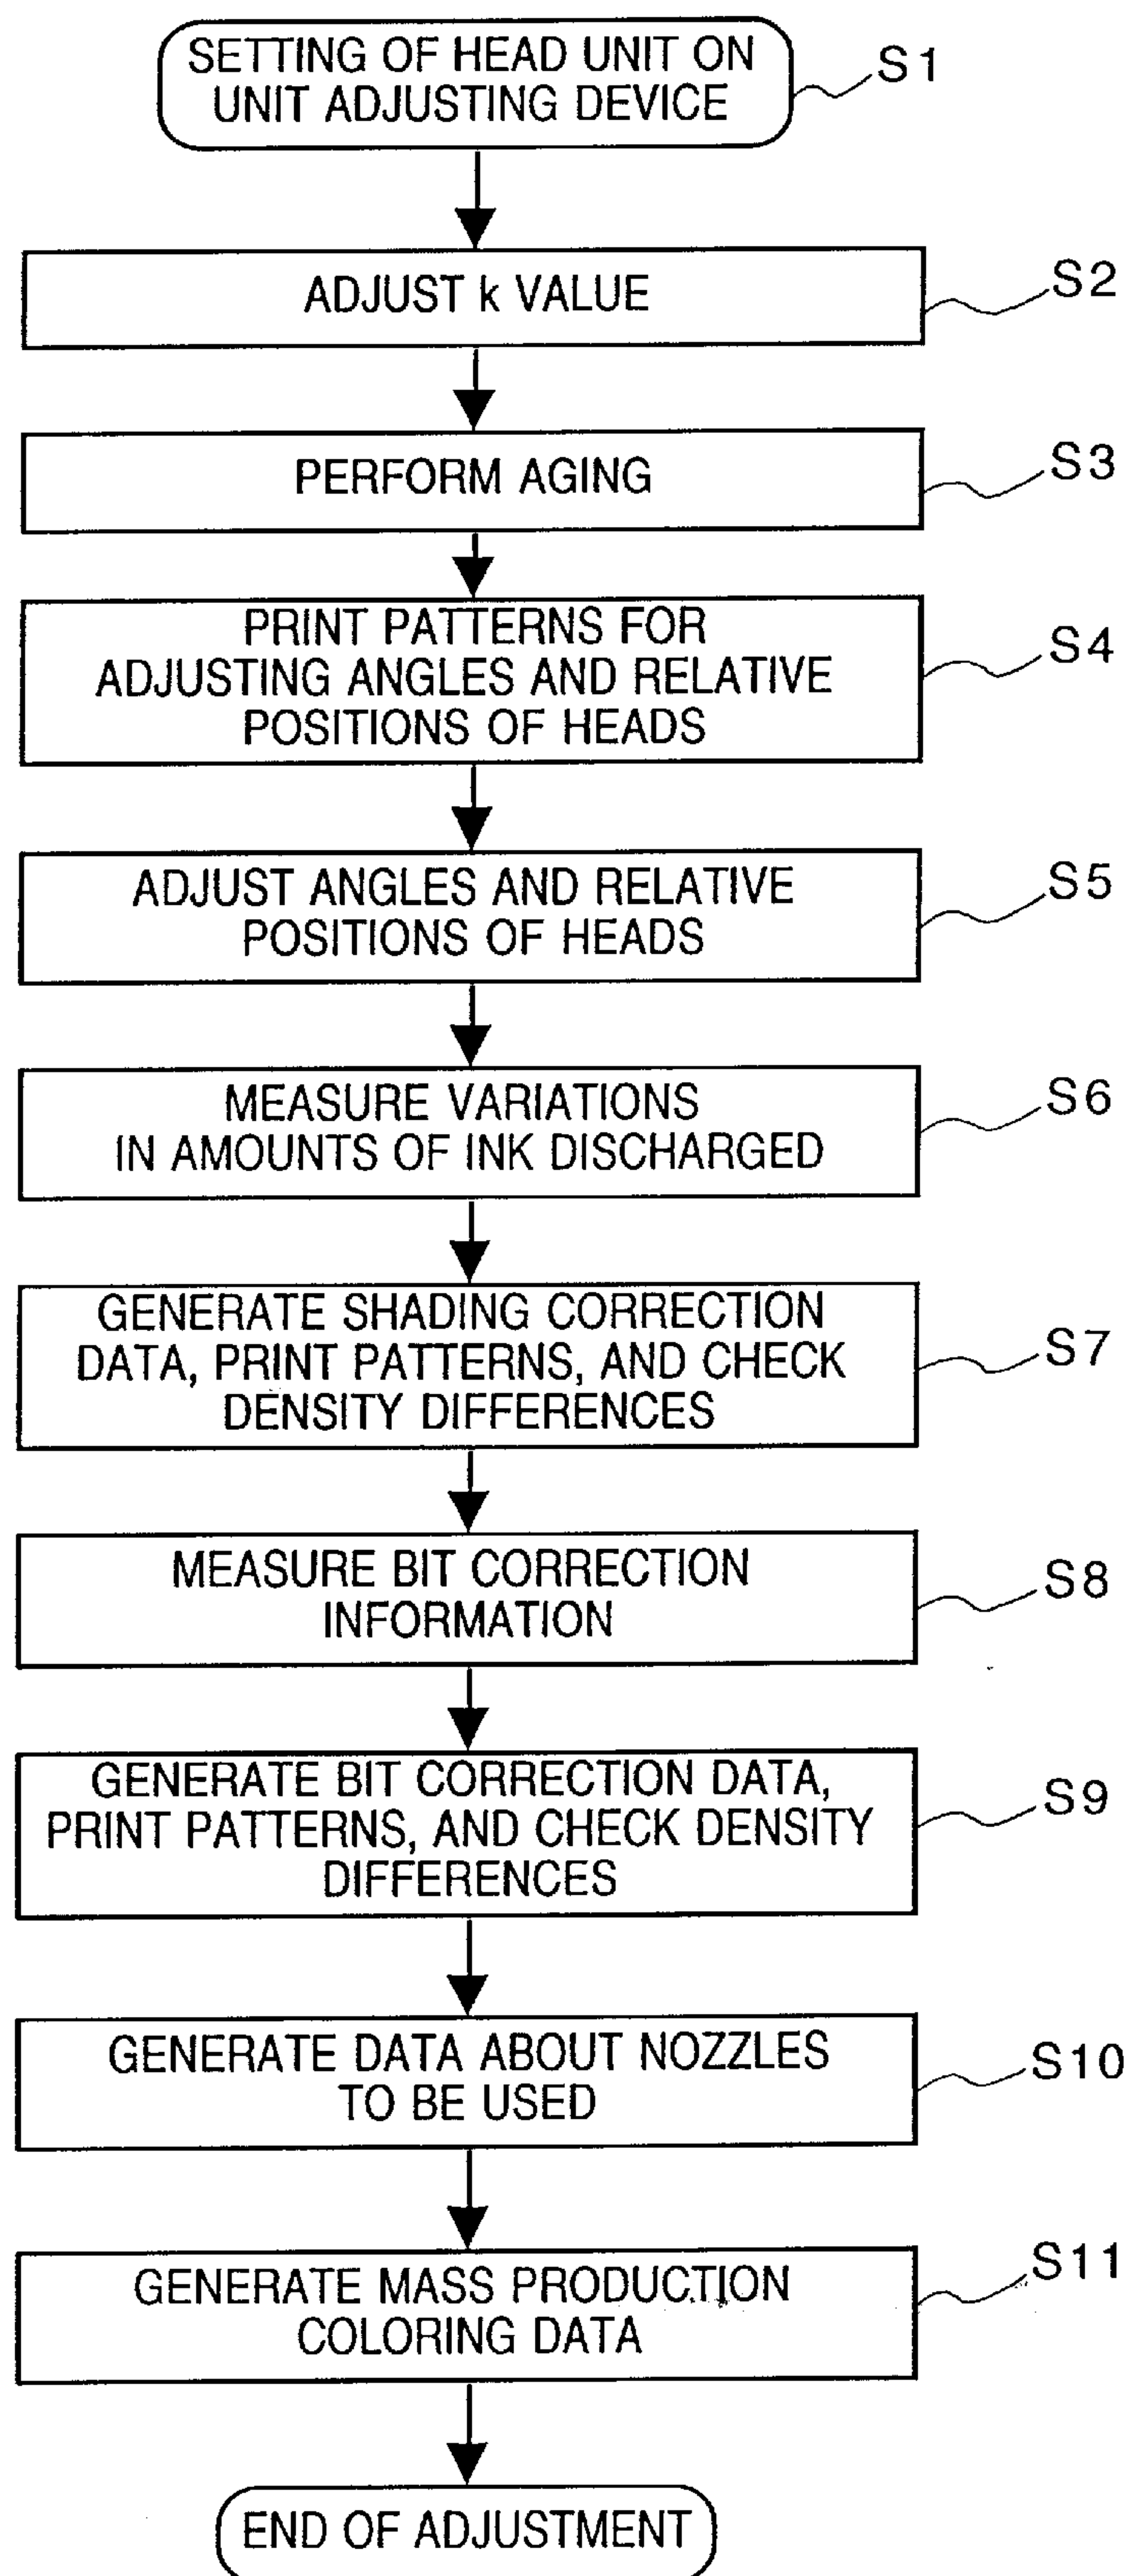 SETTING OF HEAD UNIT ON
UNIT ADJUSTING DEVICE
S1
ADJUST k VALUE
S2
PERFORM AGING
S3
PRINT PATTERNS FOR
ADJUSTING ANGLES AND RELATIVE
POSITIONS OF HEADS
S4
ADJUST ANGLES AND RELATIVE
POSITIONS OF HEADS
S5
MEASURE VARIATIONS
IN AMOUNTS OF INK DISCHARGED
S6
GENERATE SHADING CORRECTION
DATA, PRINT PATTERNS, AND CHECK
DENSITY DIFFERENCES
S7
MEASURE BIT CORRECTION
INFORMATION
S8
GENERATE BIT CORRECTION DATA,
PRINT PATTERNS, AND CHECK DENSITY
DIFFERENCES
S9
GENERATE DATA ABOUT NOZZLES
TO BE USED
S10
GENERATE MASS PRODUCTION
COLORING DATA
S11
END OF ADJUSTMENT